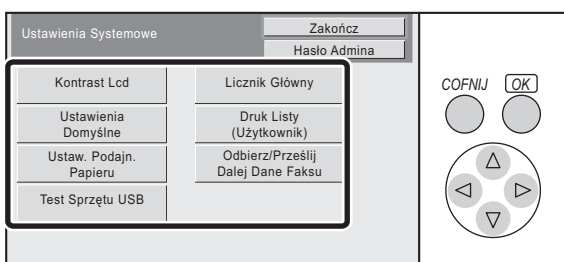 Ustawienia Systemowe
Zakończ
Hasło Admina
Kontrast Lcd
Licznik Główny
Ustawienia
Domyślne
Druk Listy
(Użytkownik)
Ustaw. Podajn.
Papieru
Odbierz/Prześlij
Dalej Dane Faksu
Test Sprzętu USB
COFNIJ
OK